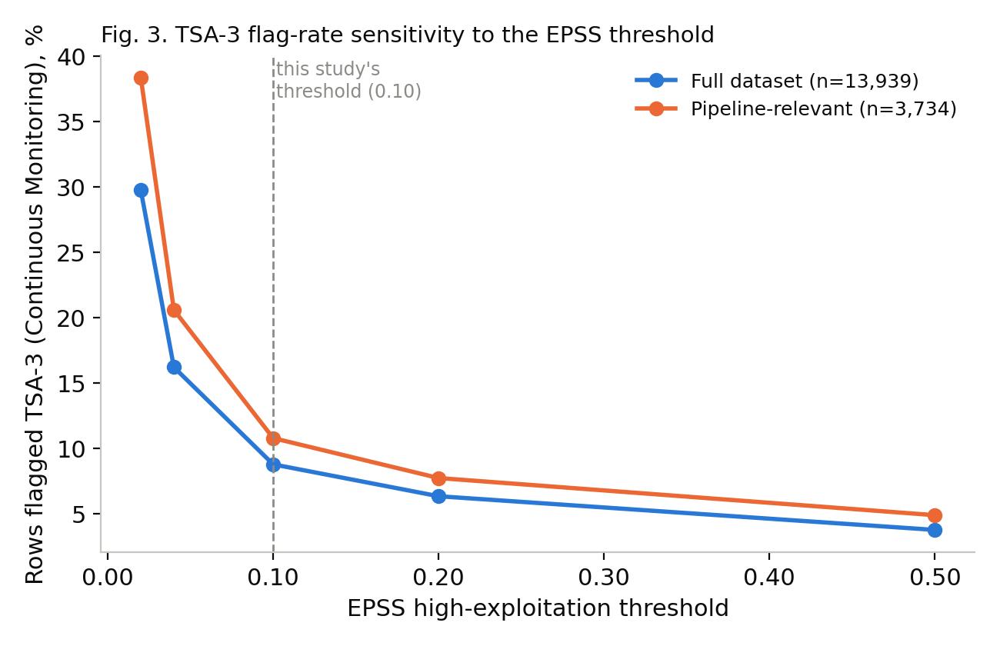 Fig. 3. TSA-3 flag-rate sensitivity to the EPSS threshold
Rows flagged TSA-3 (Continuous Monitoring), %
40
35
30
25
20
15
10
5
this study's
threshold (0.10)
Full dataset (n=13,939)
Pipeline-relevant (n=3,734)
0.00 0.10 0.20 0.30 0.40 0.50
EPSS high-exploitation threshold